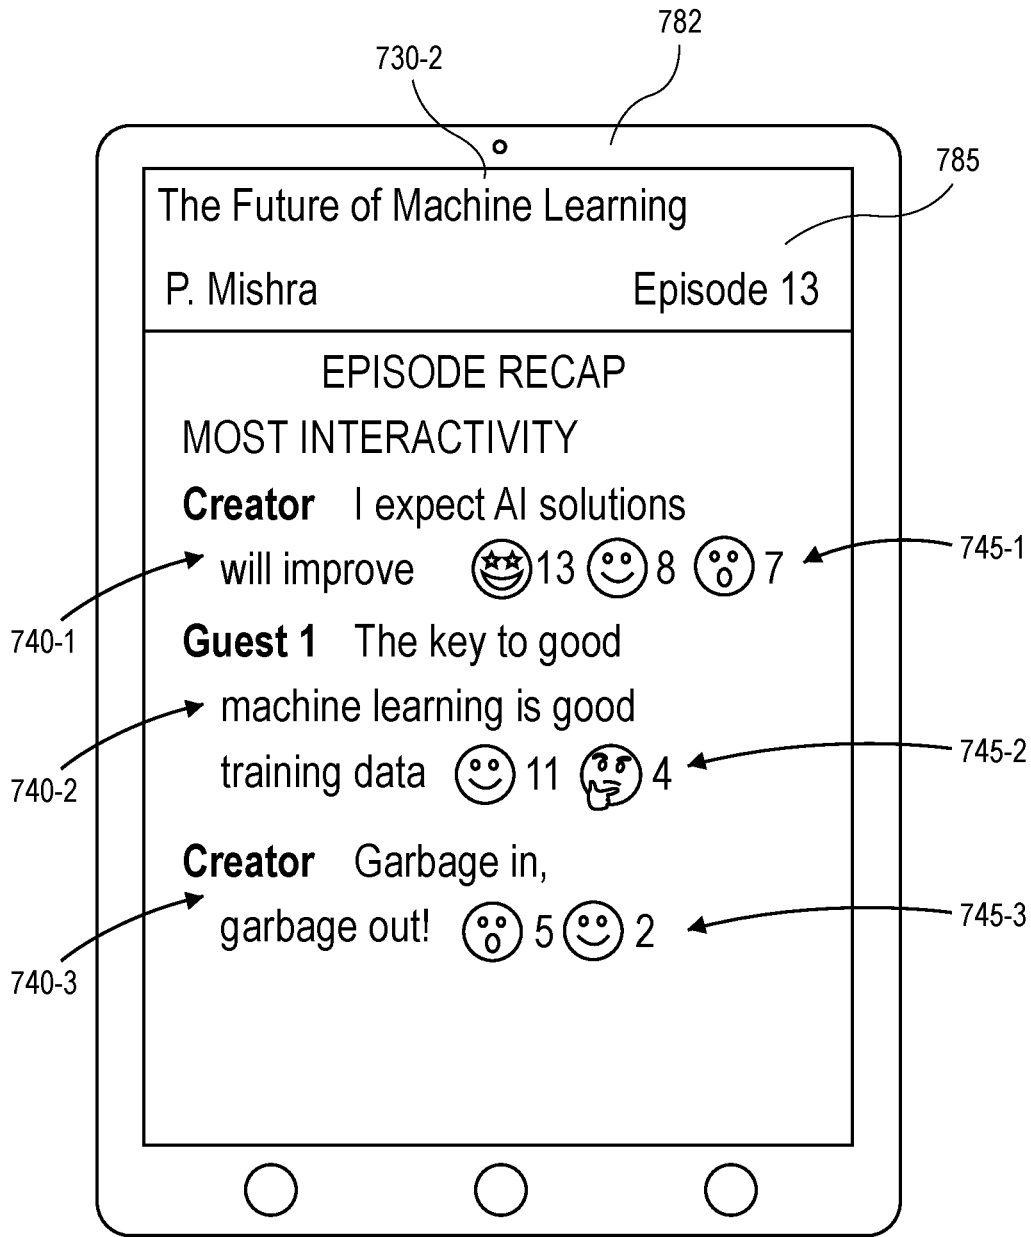 782
730-2
785
The Future of Machine Learning
P. Mishra Episode 13
EPISODE RECAP
MOST INTERACTIVITY
Creator I expect AI solutions
will improve 13 8 7
745-1
740-1
Guest 1 The key to good
machine learning is good
training data 11 4
745-2
740-2
Creator Garbage in,
garbage out! 5 2
745-3
740-3